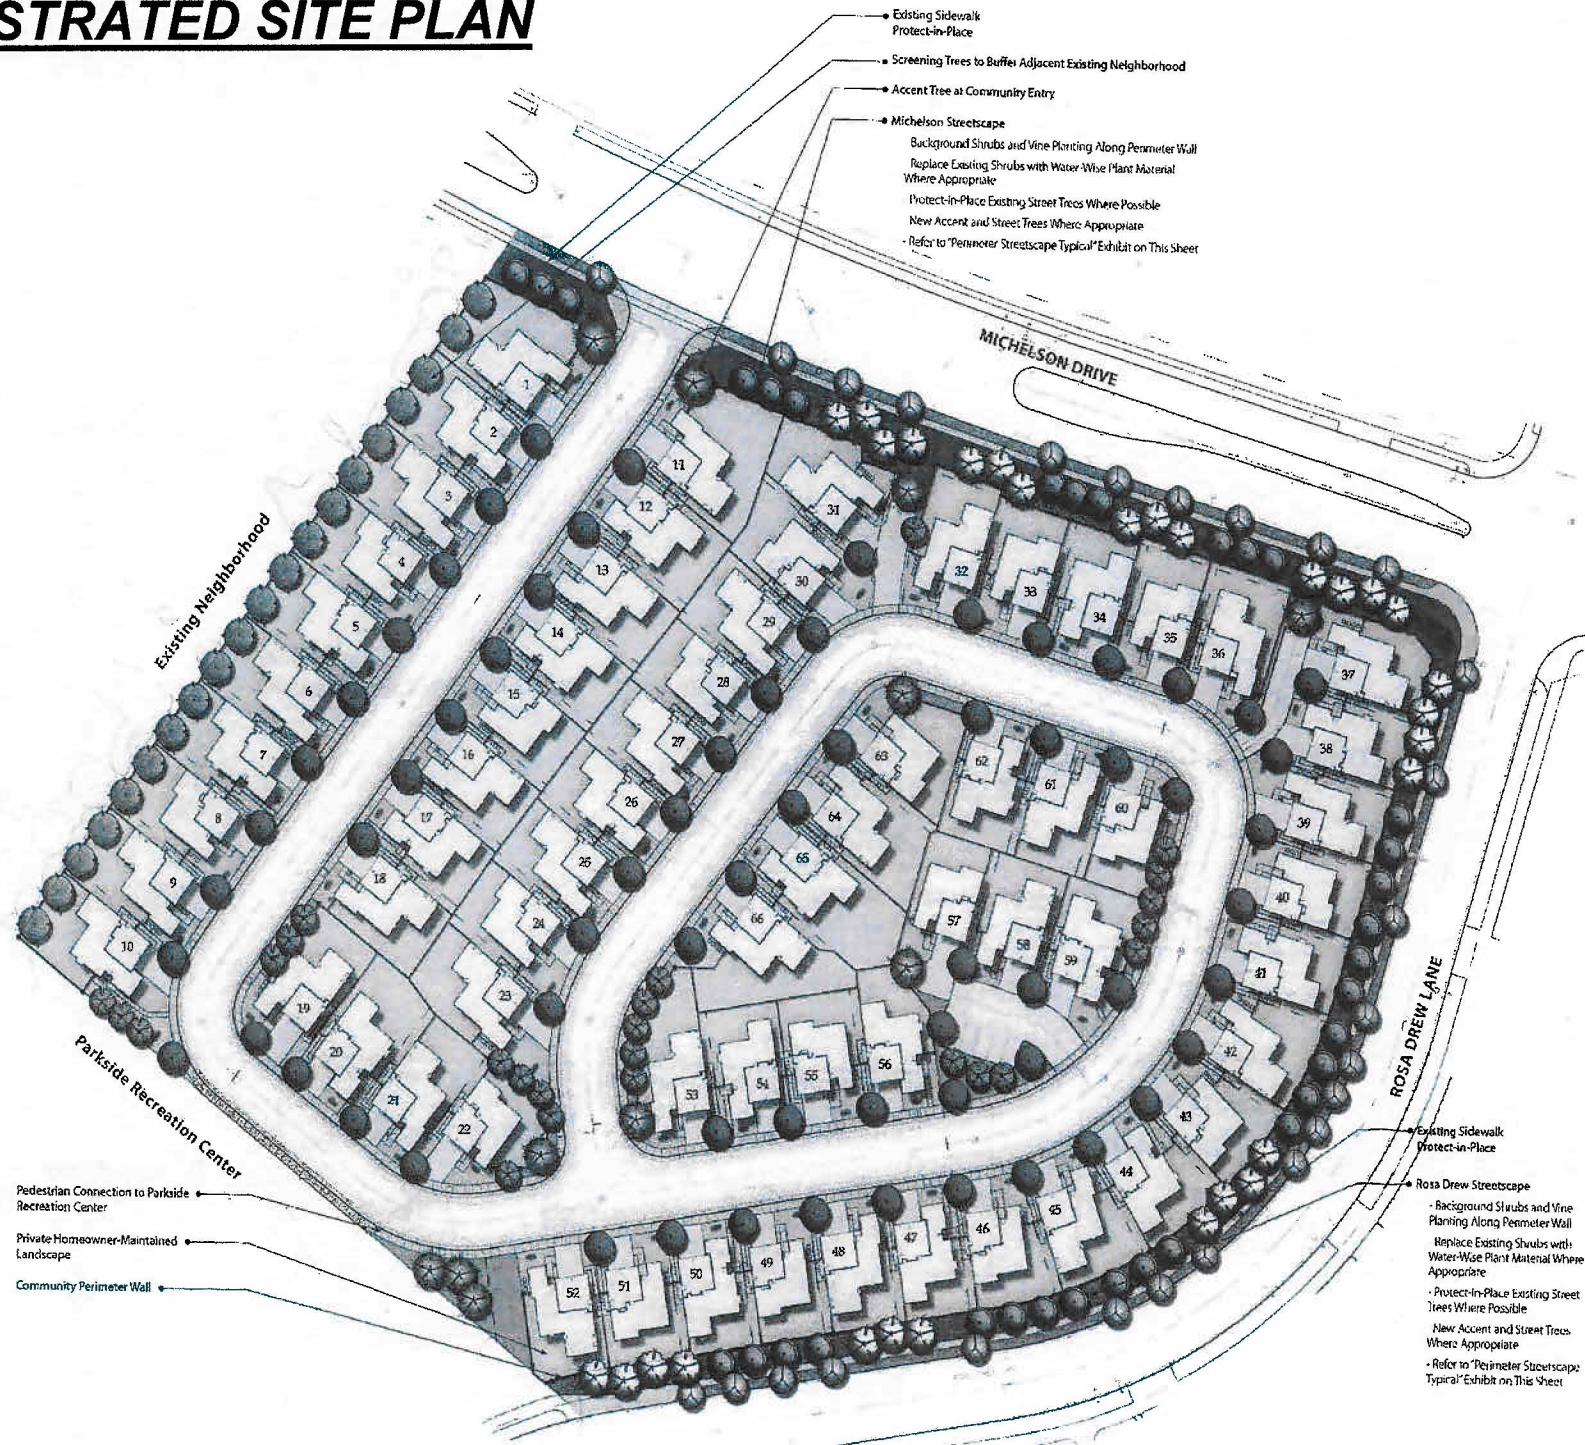 STRATED SITE PLAN
Existing Sidewalk
Protect-in-Place
Screening Trees to Buffer Adjacent Existing Neighborhood
Accent Tree at Community Entry
Michelson Streetscape
Background Shrubs and Vine Planting Along Perimeter Wall
Replace Existing Shrubs with Water-Wise Plant Material
Where Appropriate
Protect-in-Place Existing Street Trees Where Possible
New Accent and Street Trees Where Appropriate
- Refer to "Perimeter Streetscape Typical" Exhibit on This Sheet
MICHELSON DRIVE
Existing Neighborhood
1
2
3
4
5
6
7
8
9
10
11
12
13
14
15
16
17
18
19
20
21
22
23
24
25
26
27
28
29
30
31
32
33
34
35
36
37
38
39
40
41
42
43
44
45
46
47
48
49
50
51
52
53
54
55
56
57
58
59
60
61
62
63
64
65
66
ROSA DREW LANE
Parkside Recreation Center
Pedestrian Connection to Parkside
Recreation Center
Private Homeowner-Maintained
Landscape
Community Perimeter Wall
Existing Sidewalk
Protect-in-Place
Rosa Drew Streetscape
- Background Shrubs and Vine
Planting Along Perimeter Wall
Replace Existing Shrubs with
Water-Wise Plant Material Where
Appropriate
- Protect-In-Place Existing Street
Trees Where Possible
New Accent and Street Trees
Where Appropriate
- Refer to "Perimeter Streetscape
Typical" Exhibit on This Sheet